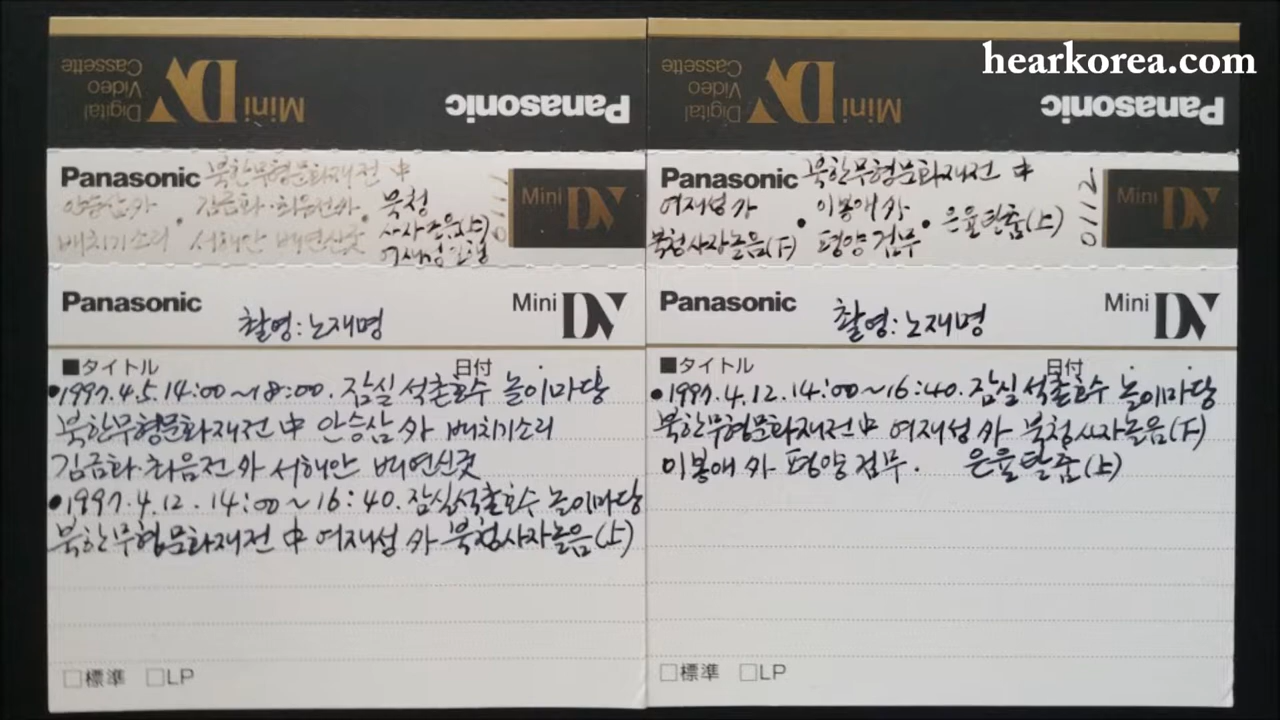 hearkorea.com
Panasonic
Mini DV
Digital
Video
Cassette
Panasonic 북한무형문화재전 中
안승삼 外 · 김금화·최음전 外 · 북청
배치기소리 서해안 배연신굿 사자놀음(上)
여재성 외
0111
Mini DV
Panasonic
Mini DV
촬영:노재명
■タイトル 日付
●1997.4.5.14:00~18:00. 잠실 석촌호수 놀이마당
북한무형문화재전 中 안승삼 外 배치기소리
김금화 최음전 外 서해안 배연신굿
●1997.4.12.14:00~16:40.잠실석촌호수 놀이마당
북한무형문화재전 中 여재성 外 북청사자놀음(上)
□標準 □LP
Panasonic
Mini DV
Digital
Video
Cassette
Panasonic 북한무형문화재전 中
여재성 外 · 이봉애 外 · 은율탈춤(上)
북청사자놀음(下) 평양검무
0112
Mini DV
Panasonic
Mini DV
촬영:노재명
■タイトル 日付
●1997.4.12.14:00~16:40.잠실석촌호수 놀이마당
북한무형문화재전 中 여재성 外 북청사자놀음(下)
이봉애 外 평양검무. 은율탈춤(上)
□標準 □LP